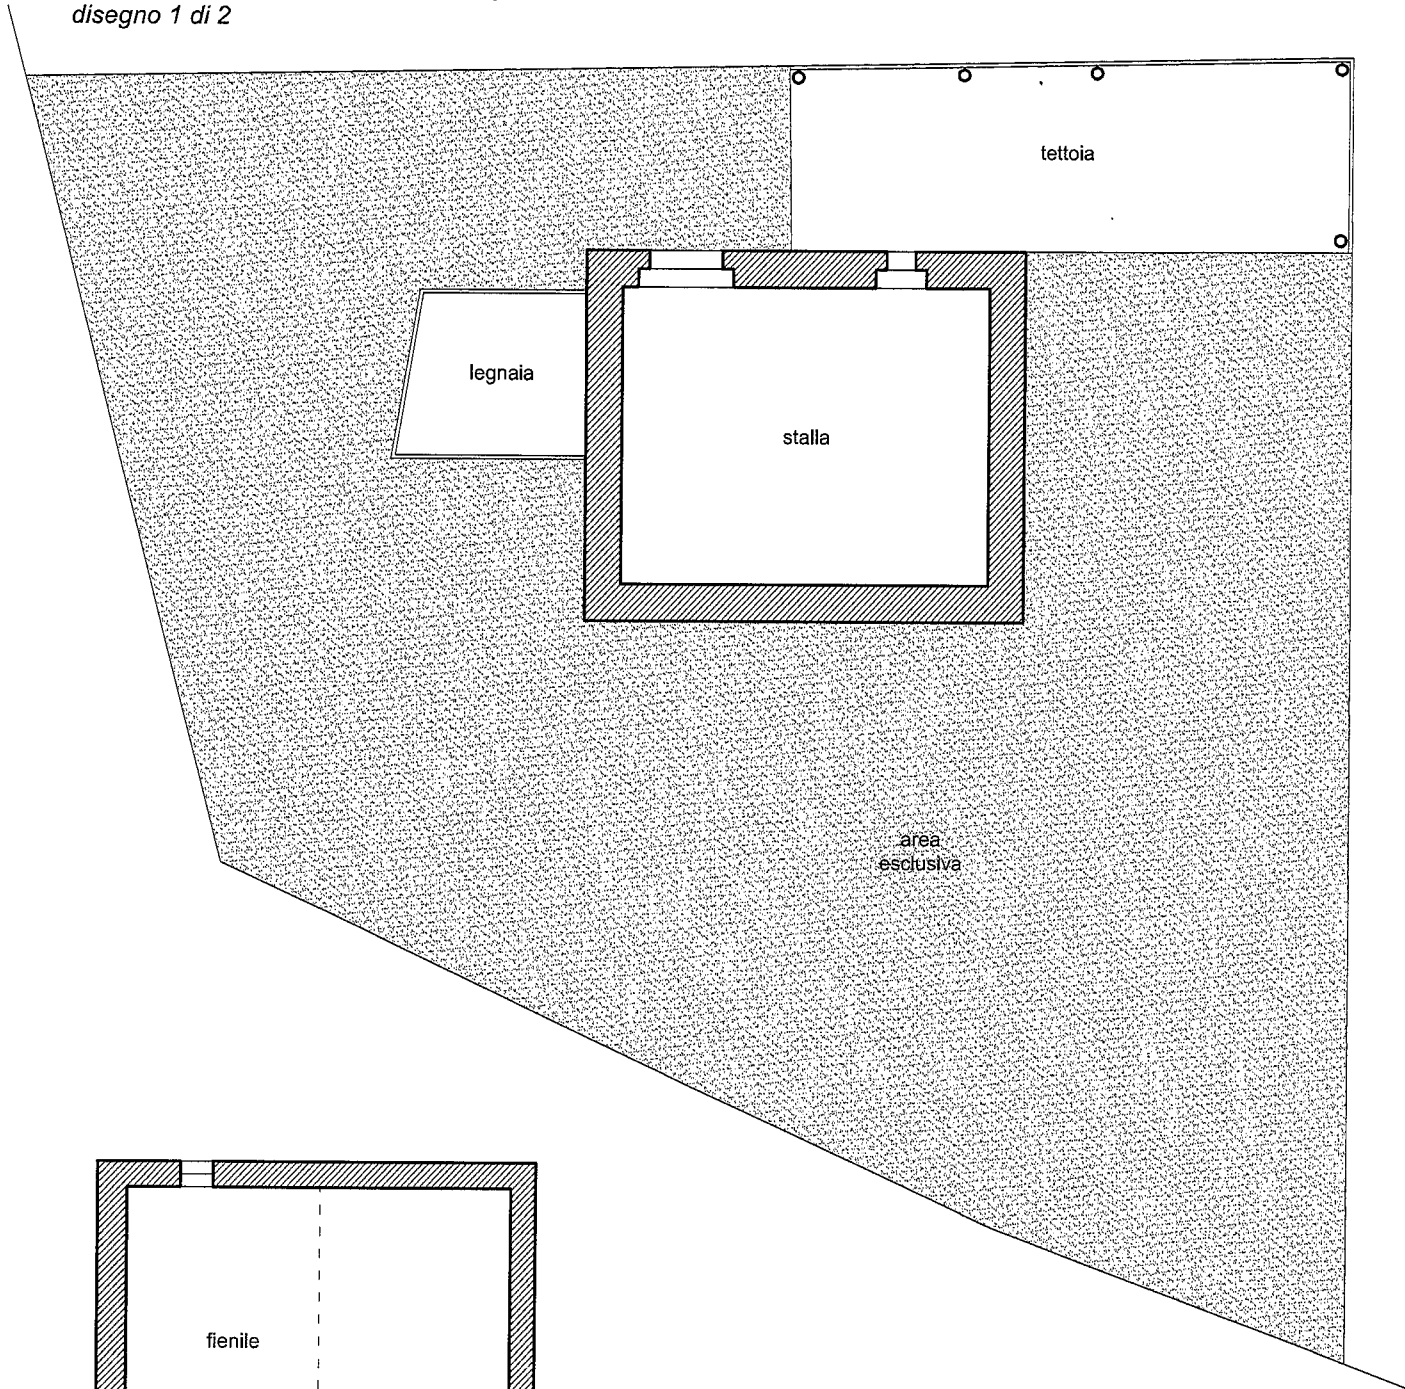 disegno 1 di 2
tettoia
legnaia
stalla
area
esclusiva
fienile